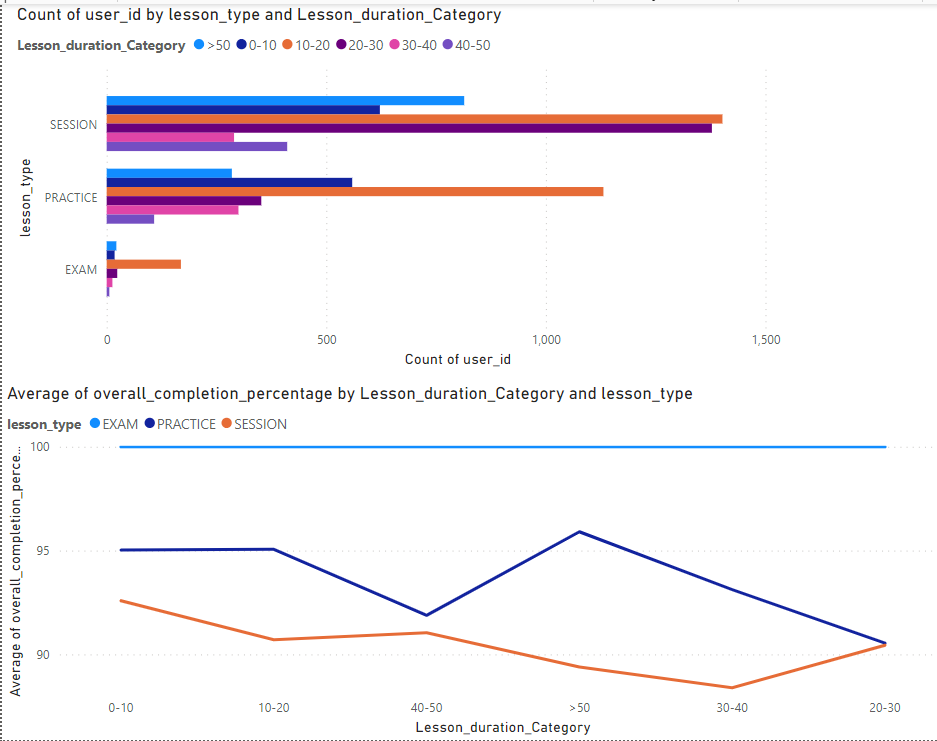 Count of user_id by lesson_type and Lesson_duration_Category
Lesson_duration_Category >50 0-10 10-20 20-30 30-40 40-50
lesson_type
SESSION
PRACTICE
EXAM
0 500 1,000 1,500
Count of user_id
Average of overall_completion_percentage by Lesson_duration_Category and lesson_type
lesson_type EXAM PRACTICE SESSION
Average of overall_completion_perce...
100
95
90
0-10 10-20 40-50 >50 30-40 20-30
Lesson_duration_Category